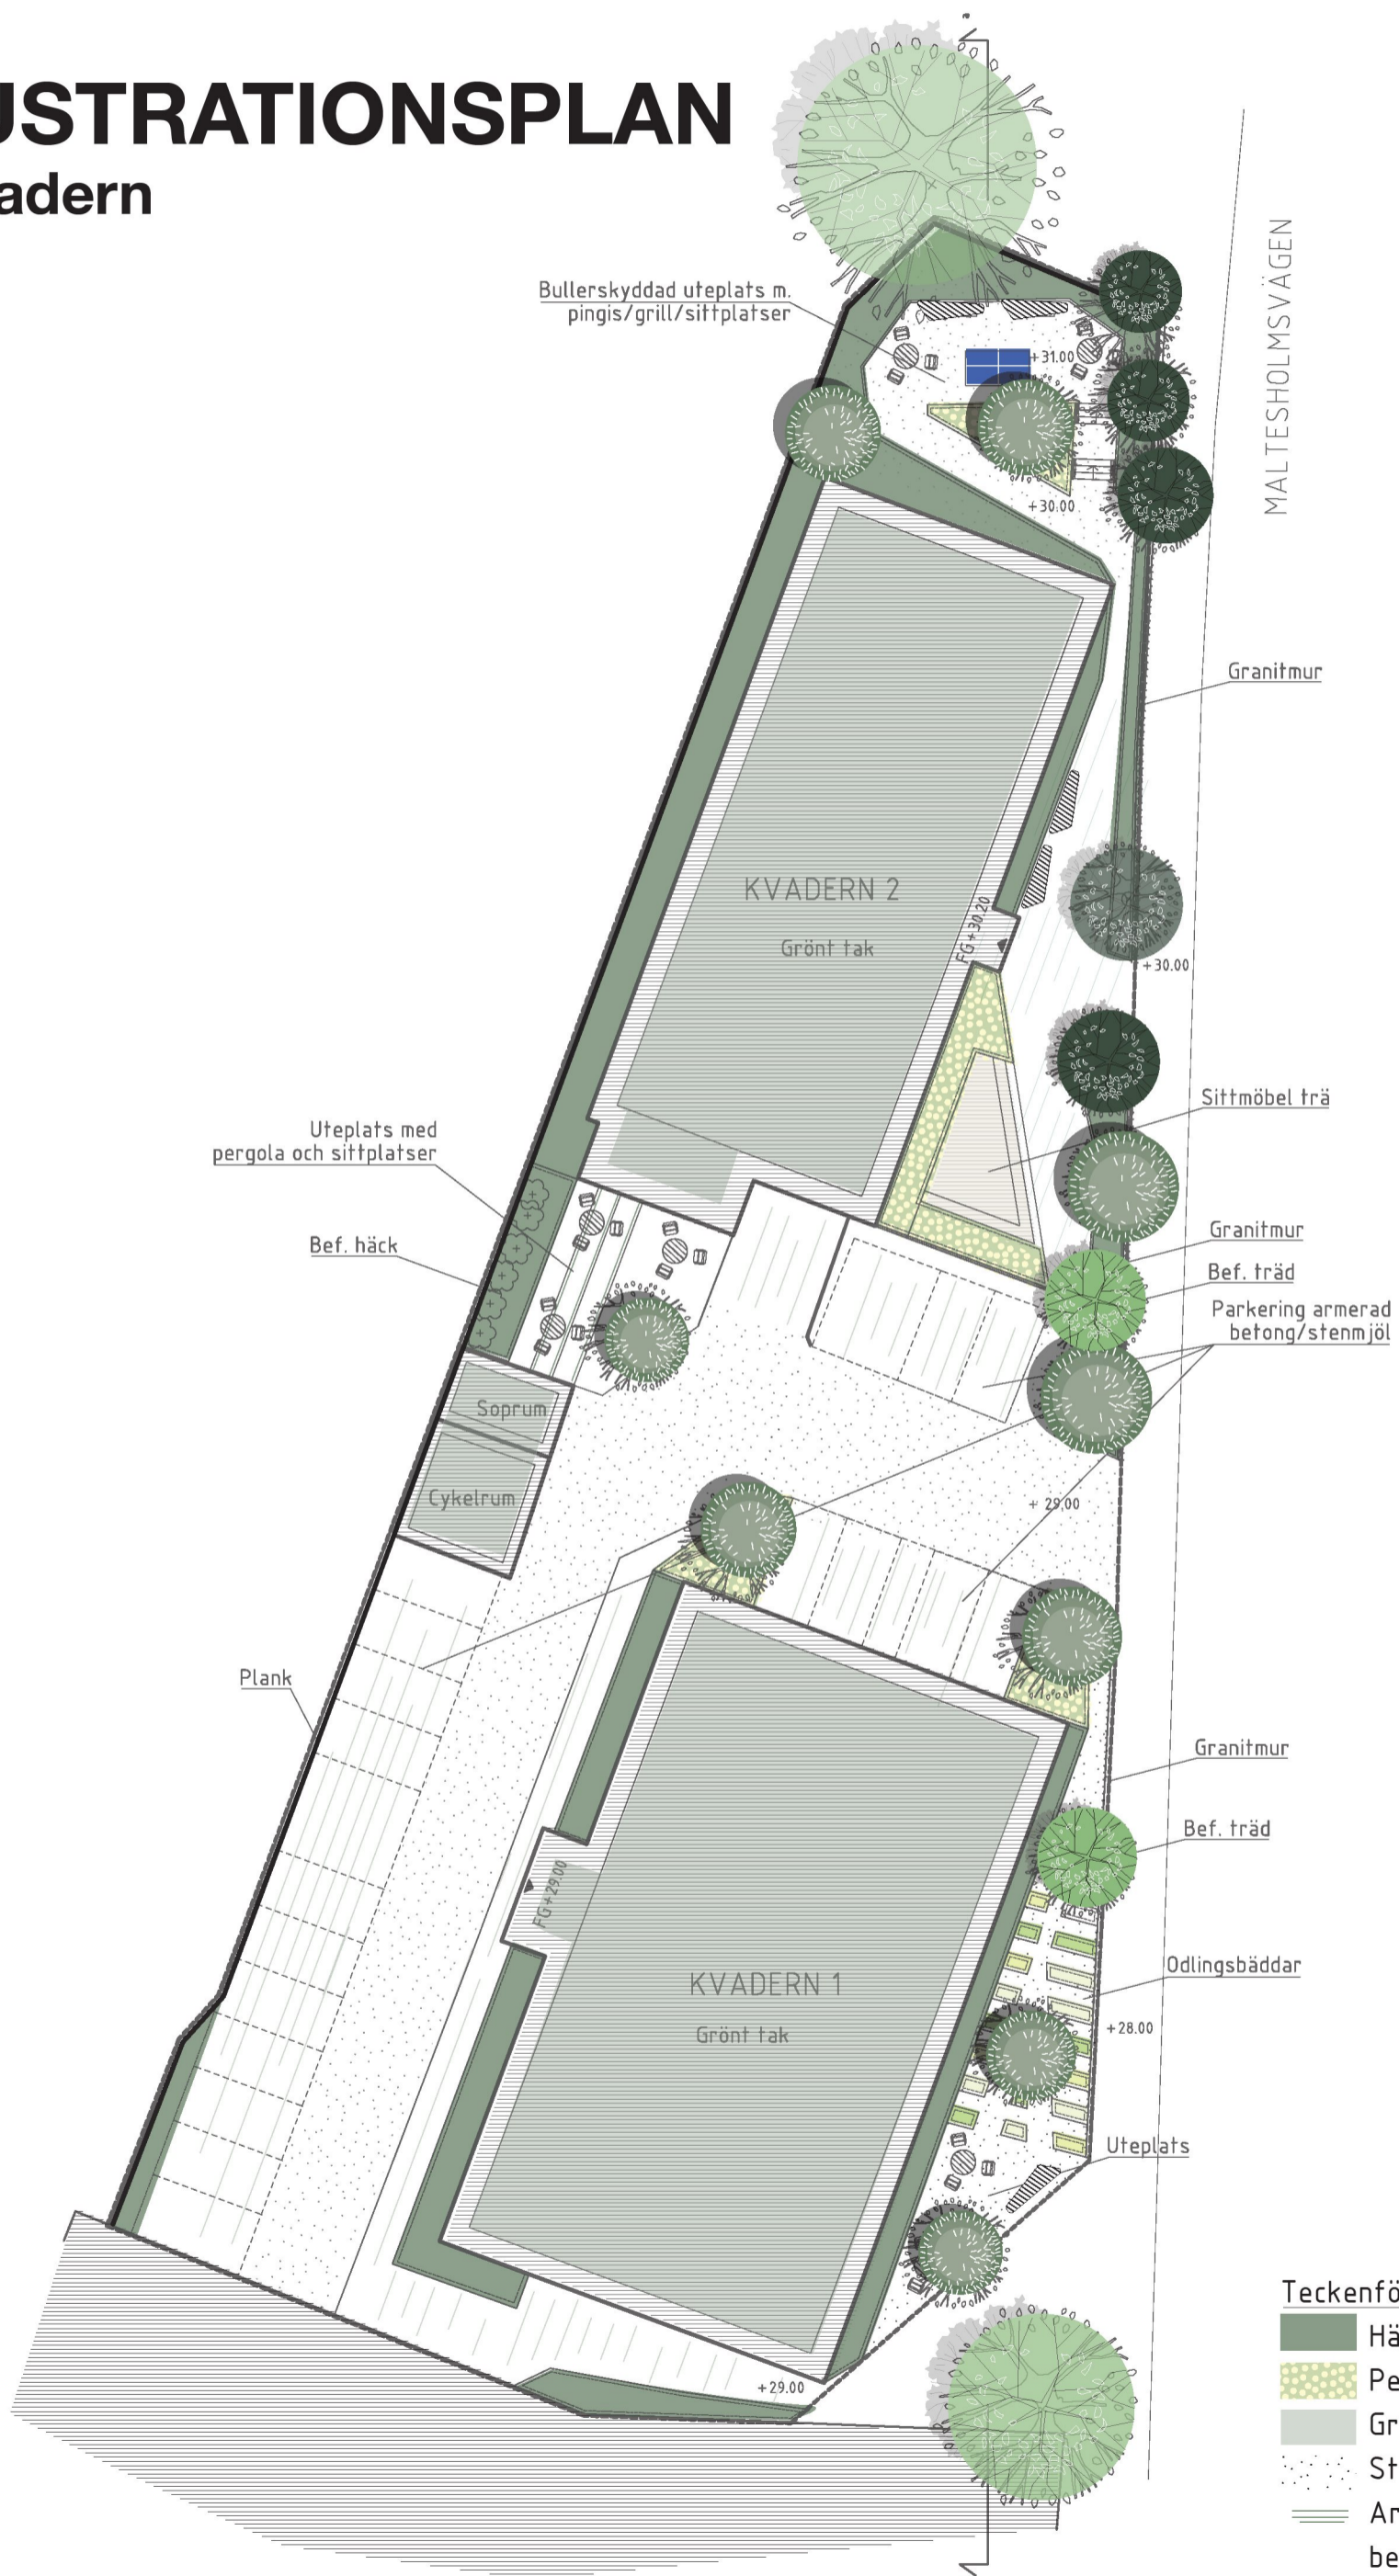 USTRATIONSPLAN
adern
Bullerskyddad uteplats m.
pingis/grill/sittplatser
MALTESHOLMSVÄGEN
+31.00
+30.00
Granitmur
KVADERN 2
Grönt tak
FG+30.20
+30.00
Sittmöbel trä
Uteplats med
pergola och sittplatser
Bef. häck
Granitmur
Bef. träd
Parkering armerad
betong/stenmjöl
Soprum
Cykelrum
+ 29,00
Plank
Granitmur
Bef. träd
FG+29.00
KVADERN 1
Grönt tak
Odlingsbäddar
+28.00
Uteplats
+29.00
Teckenfö
Hä
Pe
Gr
St
Ar
be